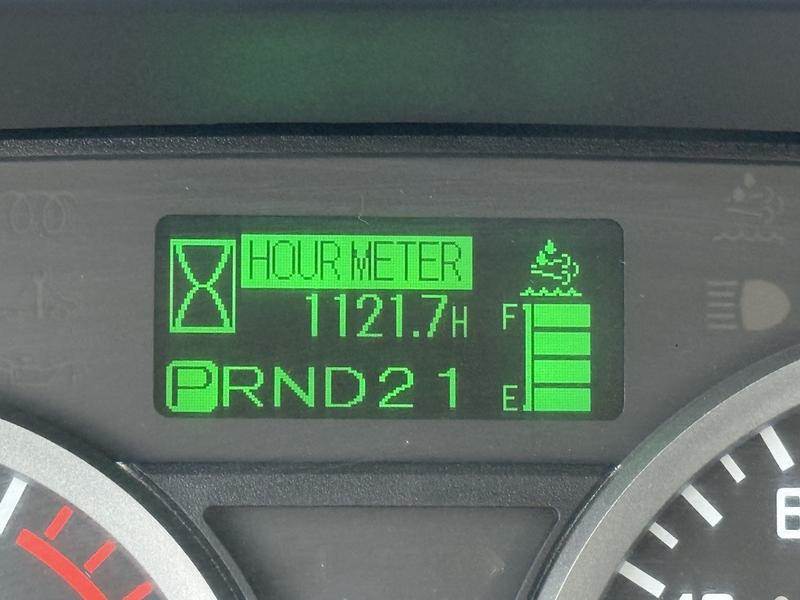 HOUR METER
1121.7H
PRND21
F
E